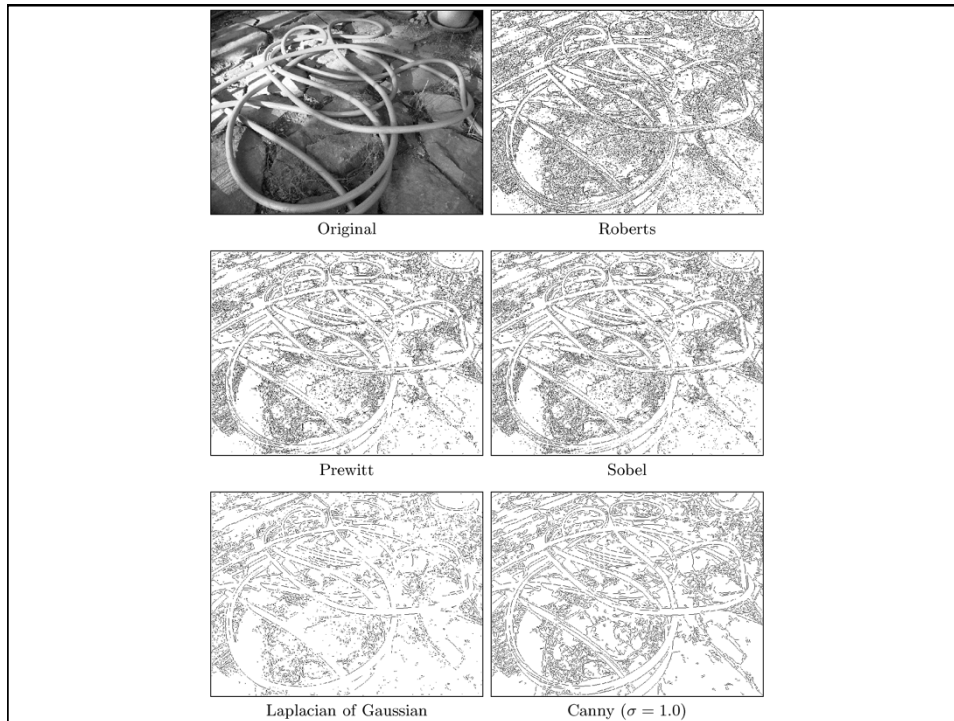 Original
Roberts
Prewitt
Sobel
Laplacian of Gaussian
Canny (σ = 1.0)